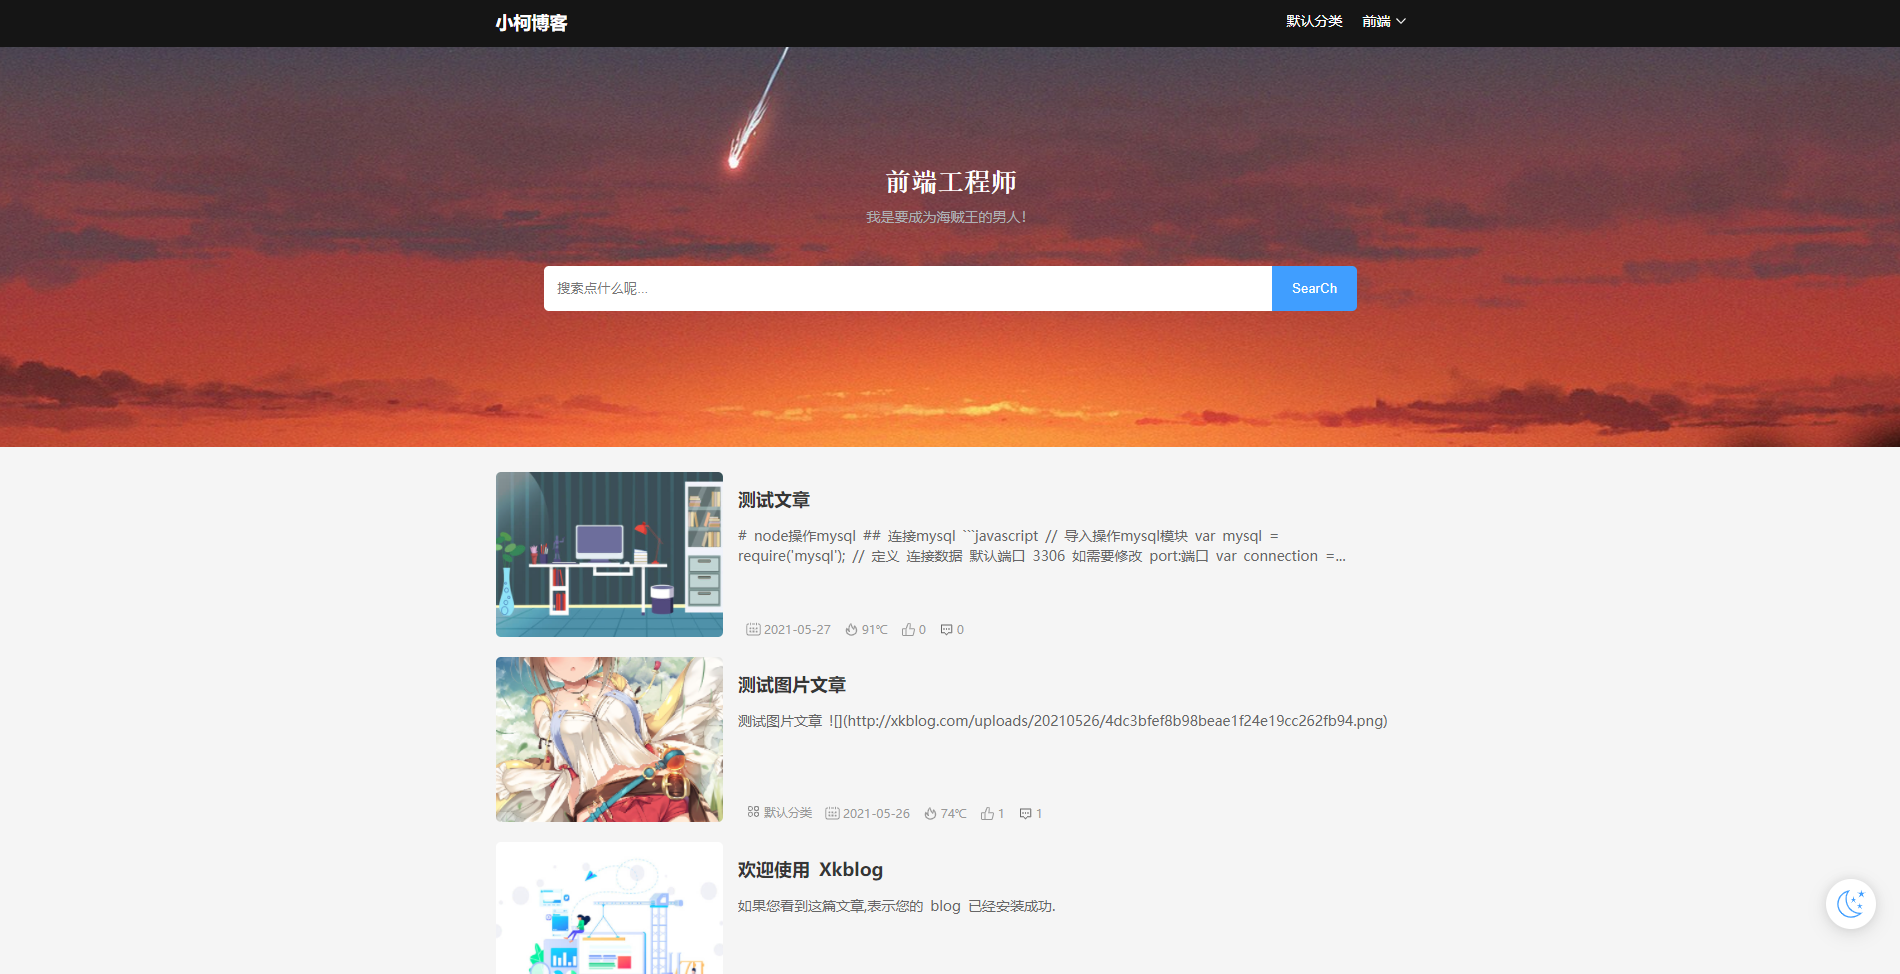 小柯博客
默认分类 前端
前端工程师
我是要成为海贼王的男人!
搜索点什么呢... SearCh
测试文章
# node操作mysql ## 连接mysql ```javascript // 导入操作mysql模块 var mysql =
require('mysql'); // 定义 连接数据 默认端口 3306 如需要修改 port:端口 var connection =...
2021-05-27 91℃ 0 0
测试图片文章
测试图片文章 ![](http://xkblog.com/uploads/20210526/4dc3bfef8b98beae1f24e19cc262fb94.png)
默认分类 2021-05-26 74℃ 1 1
欢迎使用 Xkblog
如果您看到这篇文章,表示您的 blog 已经安装成功.